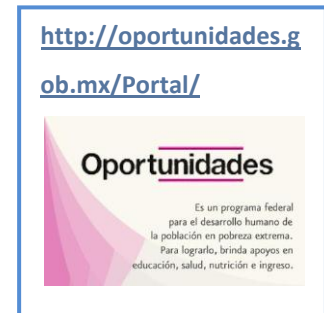 http://oportunidades.g
ob.mx/Portal/
Oportunidades
Es un programa federal
para el desarrollo humano de
la población en pobreza extrema.
Para lograrlo, brinda apoyos en
educación, salud, nutrición e ingreso.